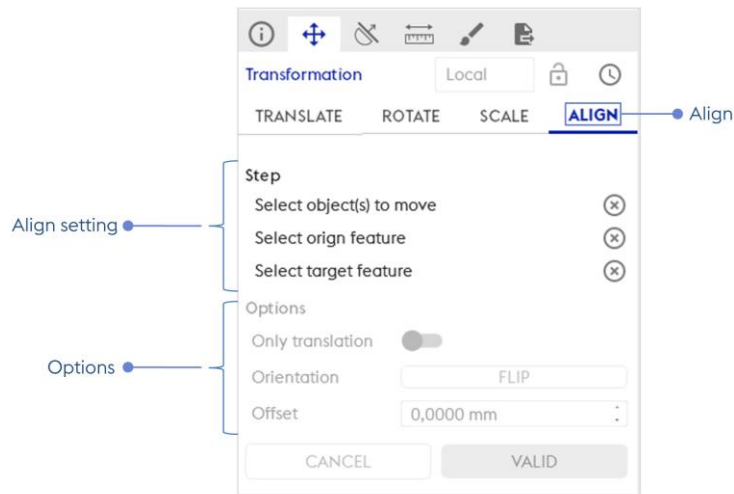 Transformation
Local
TRANSLATE ROTATE SCALE ALIGN
Align
Step
Select object(s) to move
Align setting
Select orign feature
Select target feature
Options
Only translation
Options
Orientation FLIP
Offset 0,0000 mm
CANCEL VALID